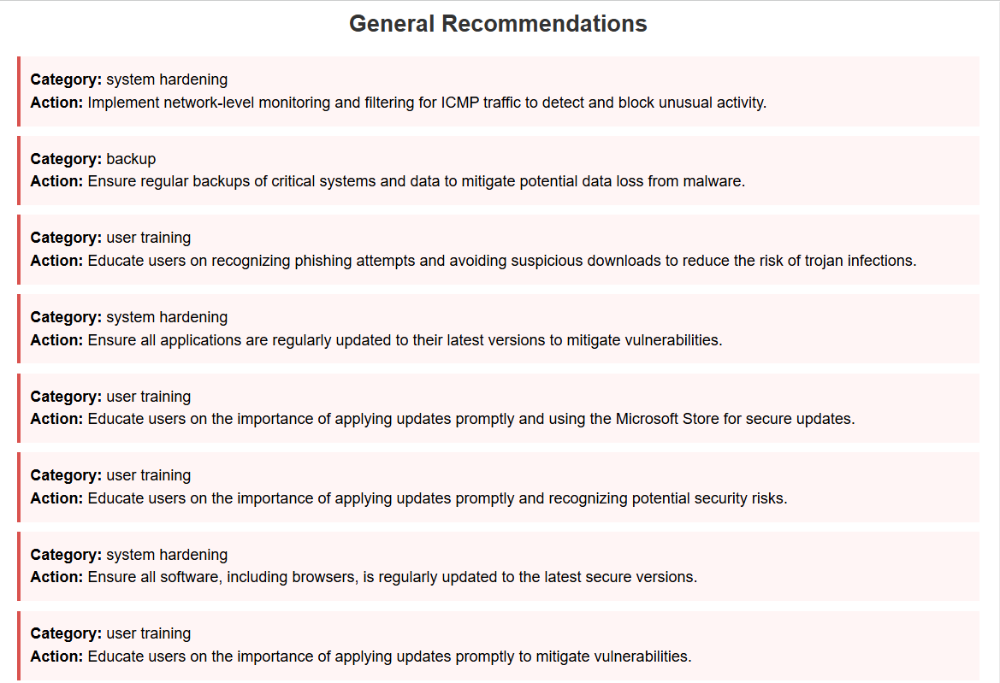 General Recommendations
Category: system hardening
Action: Implement network-level monitoring and filtering for ICMP traffic to detect and block unusual activity.
Category: backup
Action: Ensure regular backups of critical systems and data to mitigate potential data loss from malware.
Category: user training
Action: Educate users on recognizing phishing attempts and avoiding suspicious downloads to reduce the risk of trojan infections.
Category: system hardening
Action: Ensure all applications are regularly updated to their latest versions to mitigate vulnerabilities.
Category: user training
Action: Educate users on the importance of applying updates promptly and using the Microsoft Store for secure updates.
Category: user training
Action: Educate users on the importance of applying updates promptly and recognizing potential security risks.
Category: system hardening
Action: Ensure all software, including browsers, is regularly updated to the latest secure versions.
Category: user training
Action: Educate users on the importance of applying updates promptly to mitigate vulnerabilities.